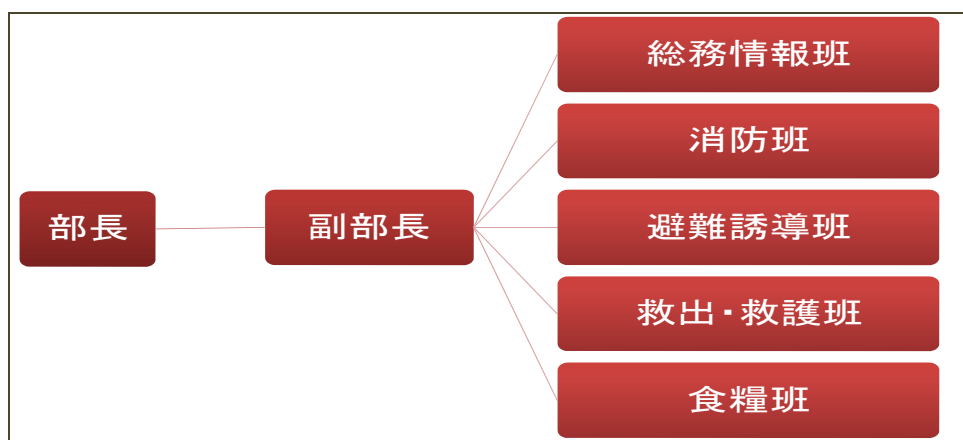 部長
副部長
総務情報班
消防班
避難誘導班
救出・救護班
食糧班